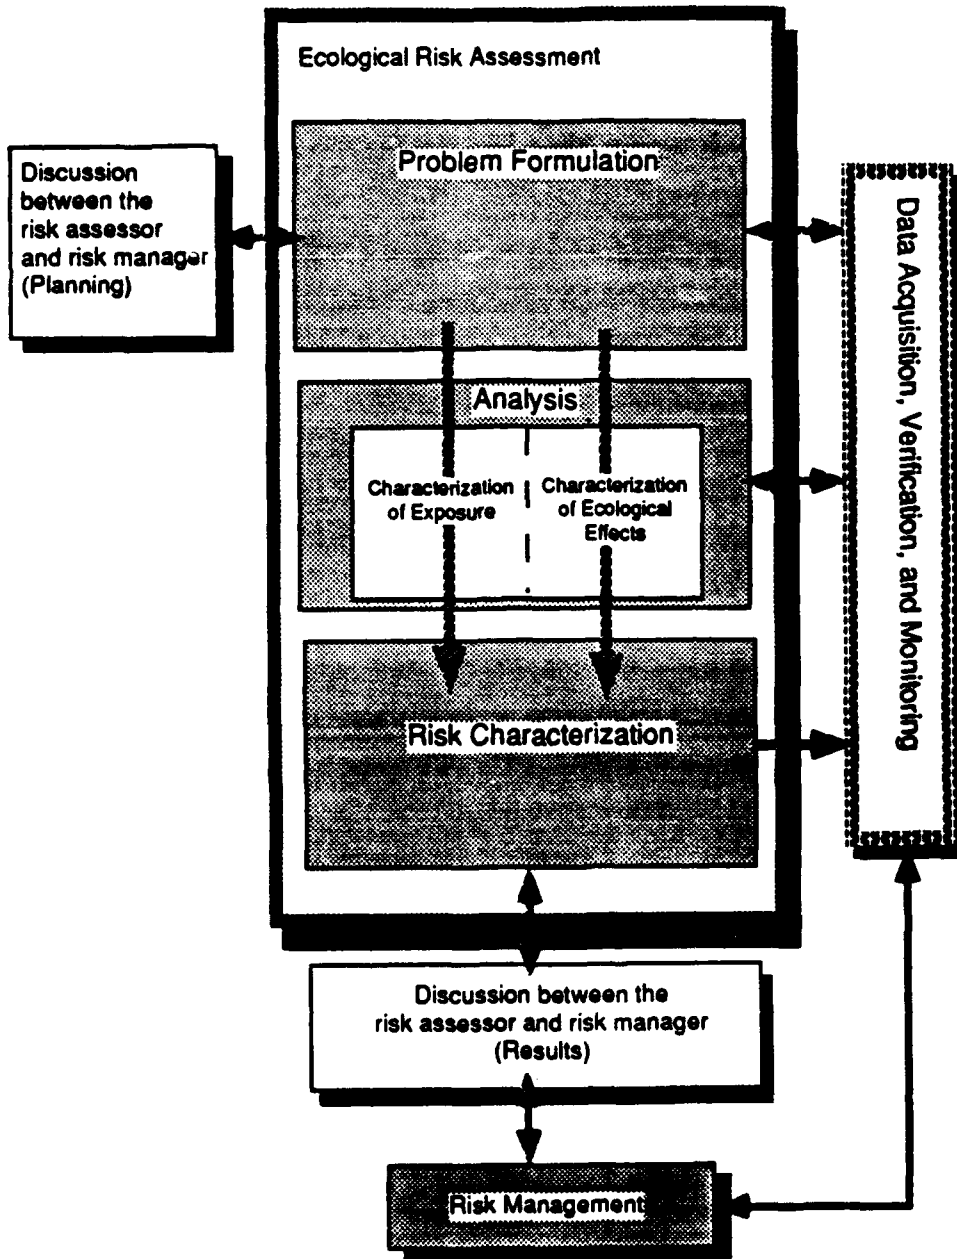 Ecological Risk Assessment
Discussion
between the
risk assessor
and risk manager
(Planning)
Problem Formulation
Data Acquisition, Verification, and Monitoring
Analysis
Characterization
of Exposure
Characterization
of Ecological
Effects
Risk Characterization
Discussion between the
risk assessor and risk manager
(Results)
Risk Management